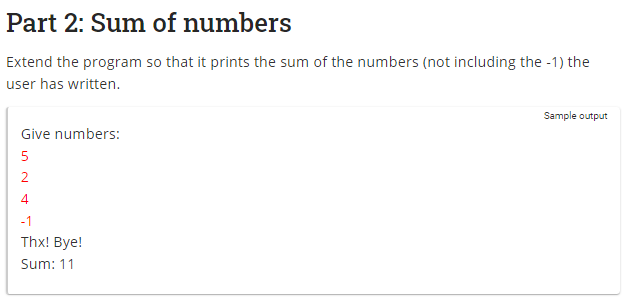 Part 2: Sum of numbers
Extend the program so that it prints the sum of the numbers (not including the -1) the
user has written.
Sample output
Give numbers:
5
2
4
-1
Thx! Bye!
Sum: 11